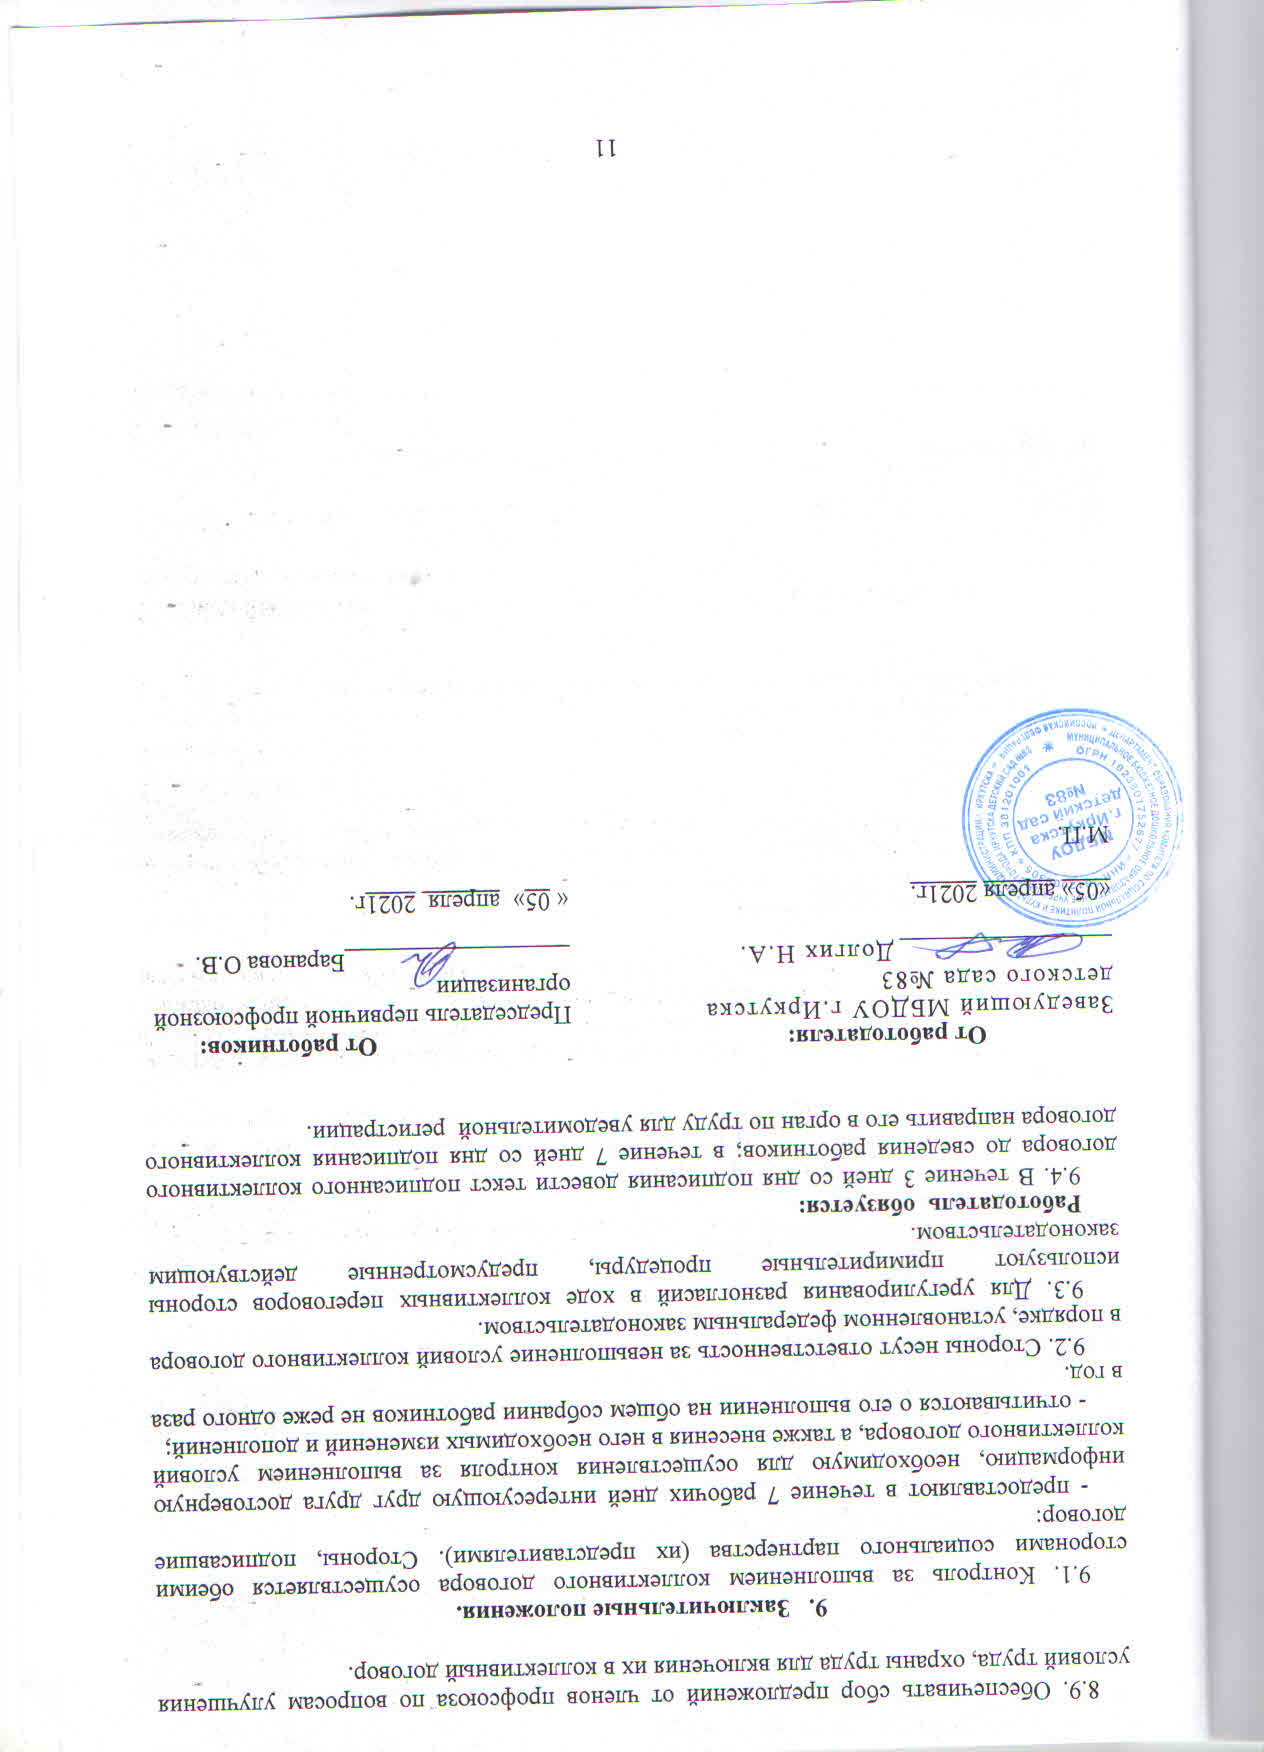 8.9. Обеспечивать сбор предложений от членов профсоюза по вопросам улучшения
условий труда, охраны труда для включения их в коллективный договор.
9. Заключительные положения.
9.1. Контроль за выполнением коллективного договора осуществляется обеими
сторонами социального партнерства (их представителями). Стороны, подписавшие
договор:
- предоставляют в течение 7 рабочих дней интересующую друг друга достоверную
информацию, необходимую для осуществления контроля за выполнением условий
коллективного договора, а также внесения в него необходимых изменений и дополнений;
- отчитываются о его выполнении на общем собрании работников не реже одного раза
в год.
9.2. Стороны несут ответственность за невыполнение условий коллективного договора
в порядке, установленном федеральным законодательством.
9.3. Для урегулирования разногласий в ходе коллективных переговоров стороны
используют примирительные процедуры, предусмотренные действующим
законодательством.
Работодатель обязуется:
9.4. В течение 3 дней со дня подписания довести текст подписанного коллективного
договора до сведения работников; в течение 7 дней со дня подписания коллективного
договора направить его в орган по труду для уведомительной регистрации.
От работодателя:
Заведующий МБДОУ г.Иркутска
детского сада №83
Долгих Н.А.
«05» апреля 2021г.
М.П.
МБДОУ
г.Иркутска
детский сад
№83
От работников:
Председатель первичной профсоюзной
организации
Баранова О.В.
« 05» апреля 2021г.
11